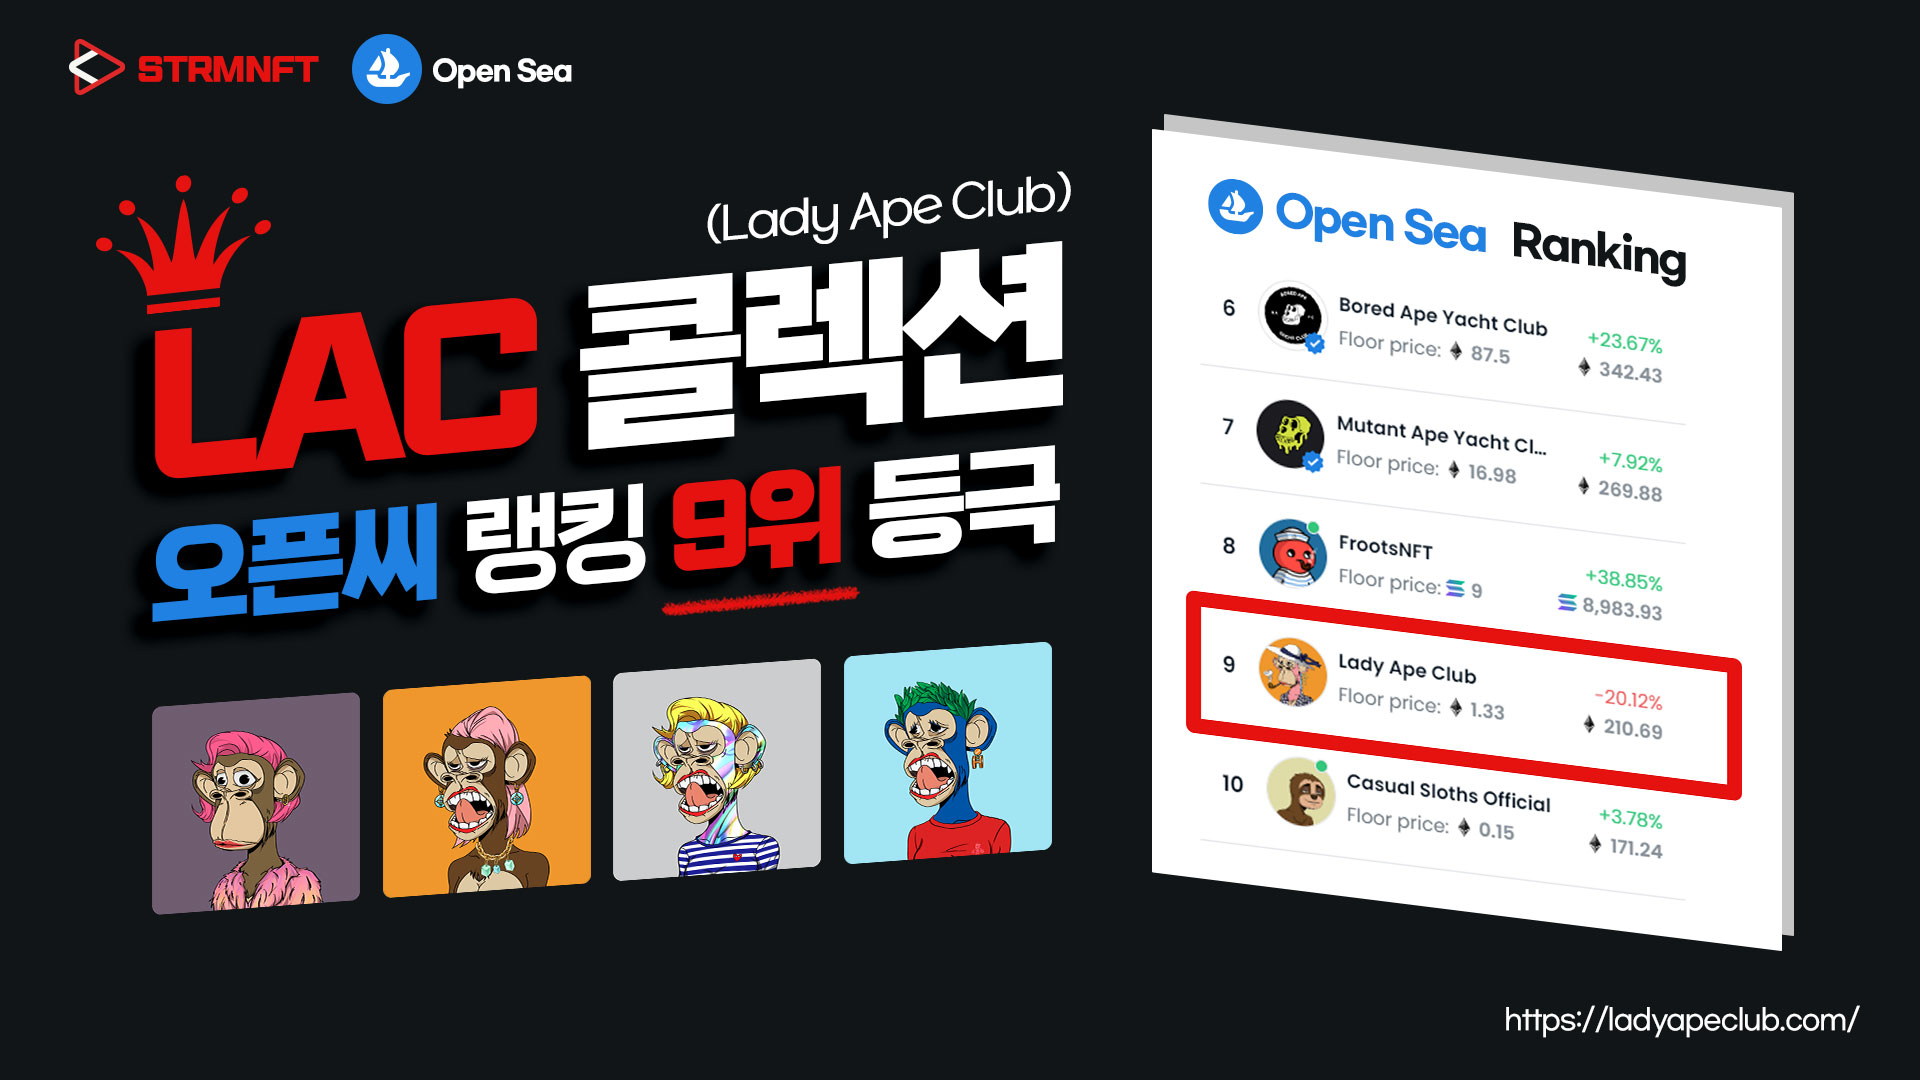 STRMNFT
Open Sea
(Lady Ape Club)
LAC 콜렉션
오픈씨 랭킹 9위 등극
Open Sea Ranking
6
Bored Ape Yacht Club
Floor price: 87.5
+23.67%
342.43
7
Mutant Ape Yacht Cl...
Floor price: 16.98
+7.92%
269.88
8
FrootsNFT
Floor price: 9
+38.85%
8,983.93
9
Lady Ape Club
Floor price: 1.33
-20.12%
210.69
10
Casual Sloths Official
Floor price: 0.15
+3.78%
171.24
https://ladyapeclub.com/